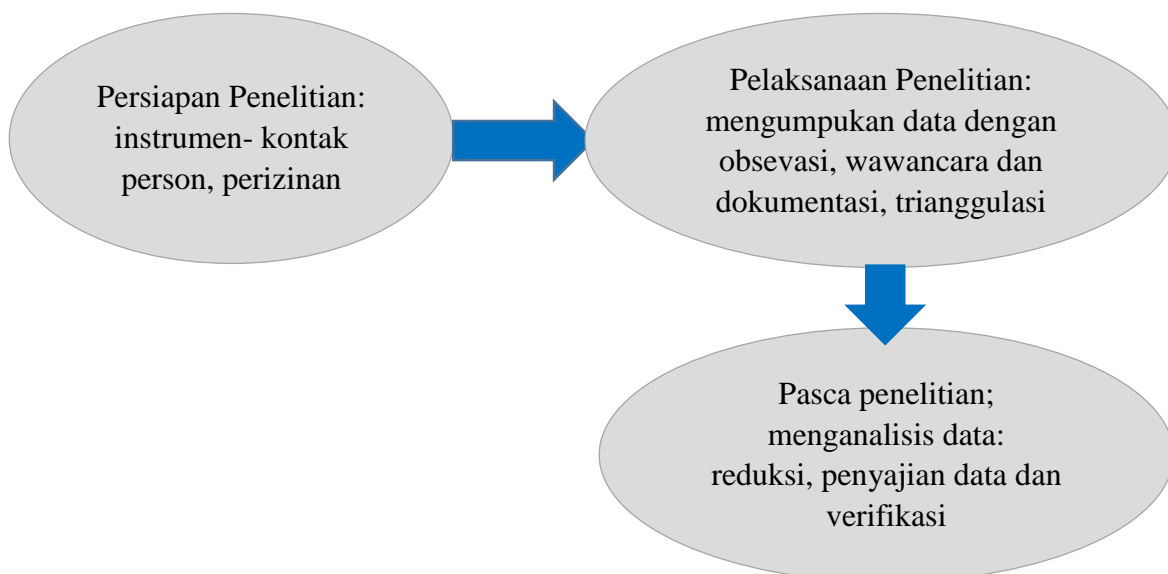 Persiapan Penelitian:
instrumen- kontak
person, perizinan
Pelaksanaan Penelitian:
mengumpukan data dengan
obsevasi, wawancara dan
dokumentasi, trianggulasi
Pasca penelitian;
menganalisis data:
reduksi, penyajian data dan
verifikasi